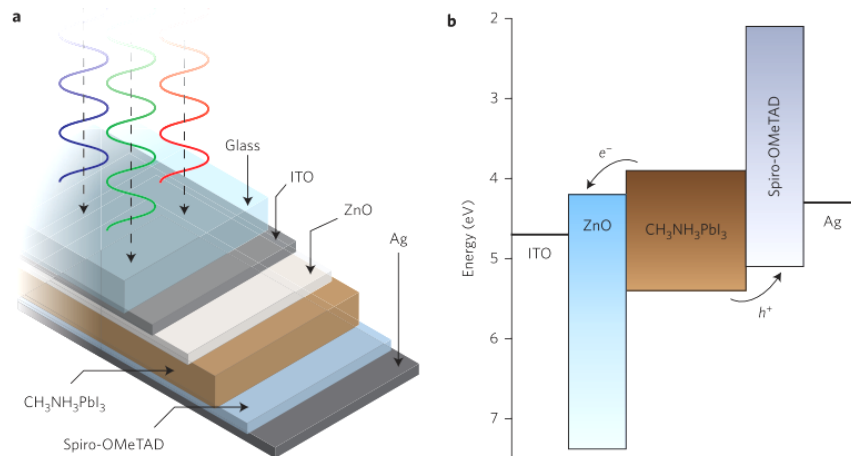 a
Glass
ITO
ZnO
Ag
CH₃NH₃PbI₃
Spiro-OMeTAD
b
2
3
4
5
6
7
Energy (eV)
ITO
ZnO
e⁻
CH₃NH₃PbI₃
h⁺
Spiro-OMeTAD
Ag